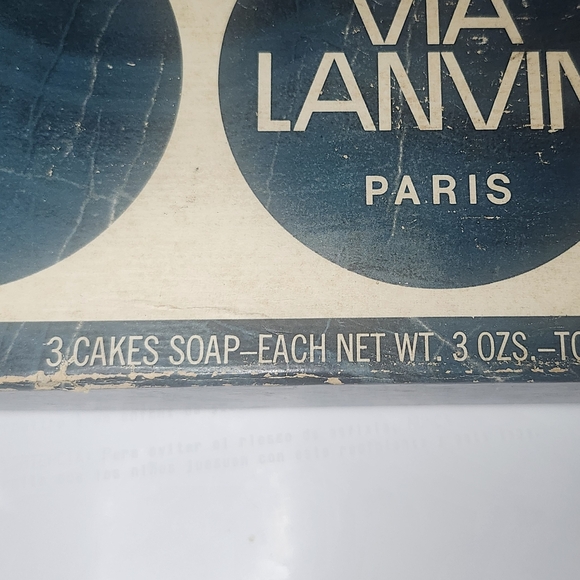 VIA
LANVIN
PARIS
3 CAKES SOAP–EACH NET WT. 3 OZS.–TO